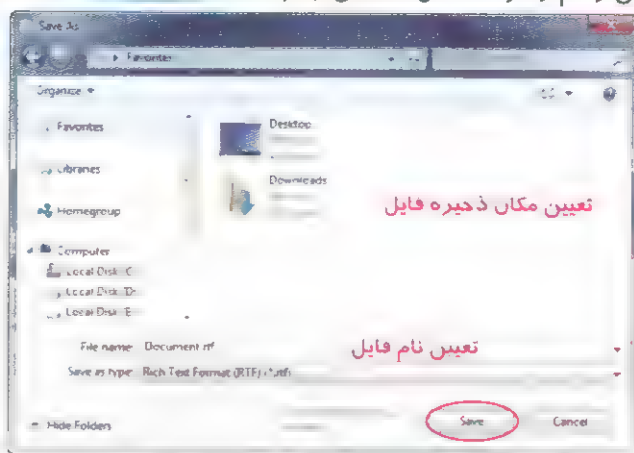 Save As
Favorites
Organize
Favorites
Desktop
Libraries
Downloads
Homegroup
تعیین مکان ذخیره فایل
Computer
Local Disk C
Local Disk D
Local Disk E
File name: Document.rtf
تعیین نام فایل
Save as type: Rich Text Format (RTF) (*.rtf)
Hide Folders
Save
Cancel